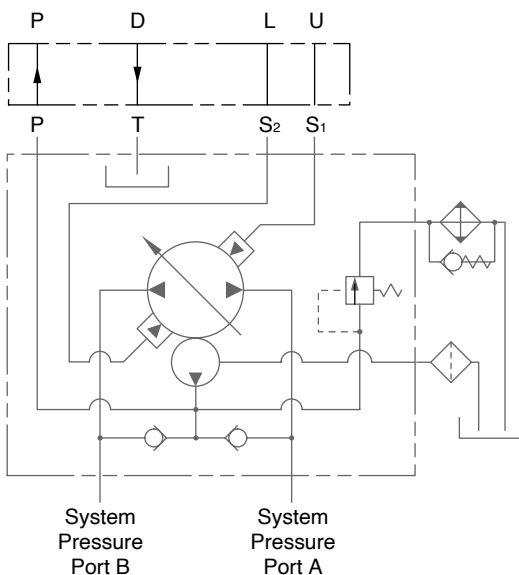 P D L U
P T S2 S1
System Pressure Port B
System Pressure Port A